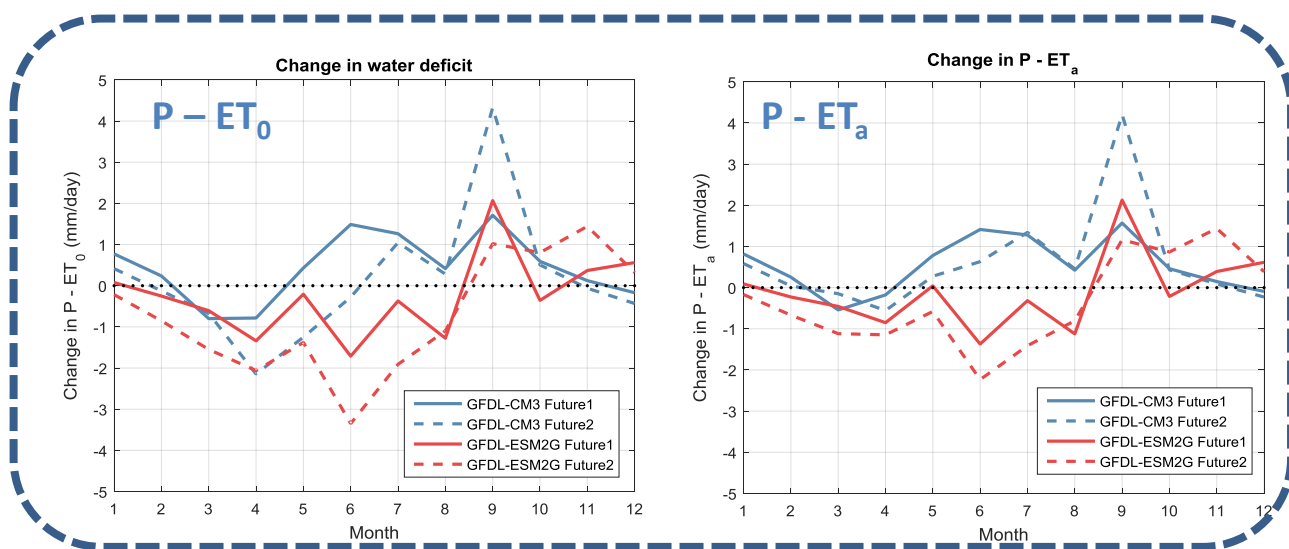 Change in water deficit
P – ET0
Change in P - ET0 (mm/day)
5
4
3
2
1
0
-1
-2
-3
-4
-5
GFDL-CM3 Future1
GFDL-CM3 Future2
GFDL-ESM2G Future1
GFDL-ESM2G Future2
1 2 3 4 5 6 7 8 9 10 11 12
Month
Change in P - ETa
P - ETa
Change in P - ETa (mm/day)
5
4
3
2
1
0
-1
-2
-3
-4
-5
GFDL-CM3 Future1
GFDL-CM3 Future2
GFDL-ESM2G Future1
GFDL-ESM2G Future2
1 2 3 4 5 6 7 8 9 10 11 12
Month